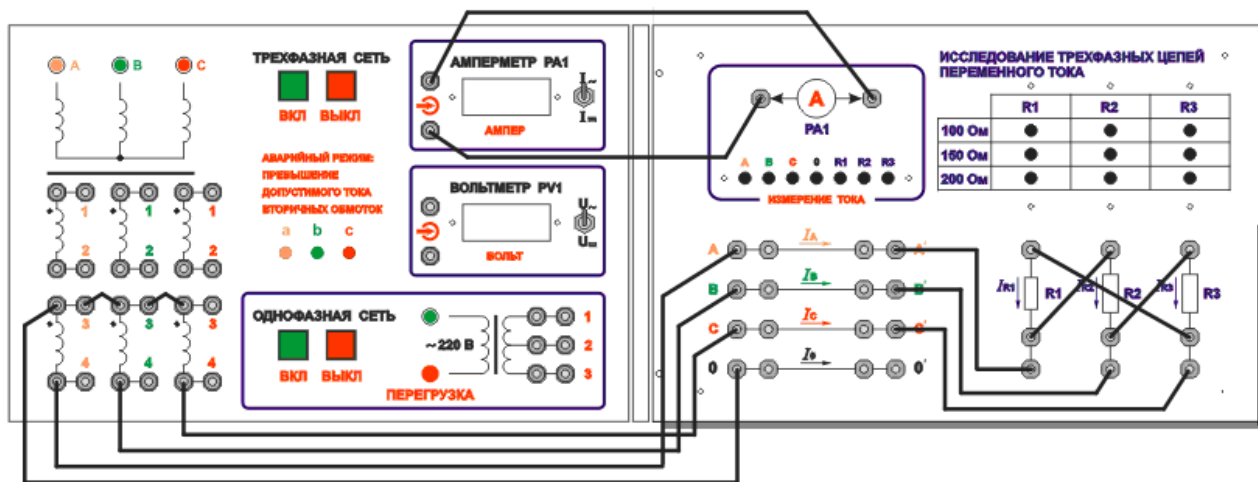 A B C
1 1 1
2 2 2
3 3 3
4 4 4
ТРЕХФАЗНАЯ СЕТЬ
ВКЛ ВЫКЛ
АВАРИЙНЫЙ РЕЖИМ:
ПРЕВЫШЕНИЕ
ДОПУСТИМОГО ТОКА
ВТОРИЧНЫХ ОБМОТОК
a b c
АМПЕРМЕТР PA1
I~
I=
АМПЕР
ВОЛЬТМЕТР PV1
U~
U=
ВОЛЬТ
ОДНОФАЗНАЯ СЕТЬ
ВКЛ ВЫКЛ
~220 В
1
2
3
ПЕРЕГРУЗКА
A
PA1
A B C 0 R1 R2 R3
ИЗМЕРЕНИЕ ТОКА
ИССЛЕДОВАНИЕ ТРЕХФАЗНЫХ ЦЕПЕЙ
ПЕРЕМЕННОГО ТОКА
R1 R2 R3
100 Ом
150 Ом
200 Ом
A IA A'
B IB B'
C IC C'
0 I0 0'
IR1 R1 IR2 R2 IR3 R3